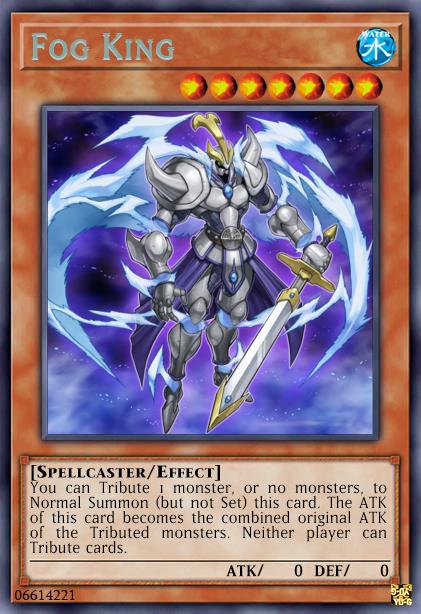 Fog King
WATER
水
[Spellcaster/Effect]
You can Tribute 1 monster, or no monsters, to
Normal Summon (but not Set) this card. The ATK
of this card becomes the combined original ATK
of the Tributed monsters. Neither player can
Tribute cards.
ATK/ 0 DEF/ 0
06614221